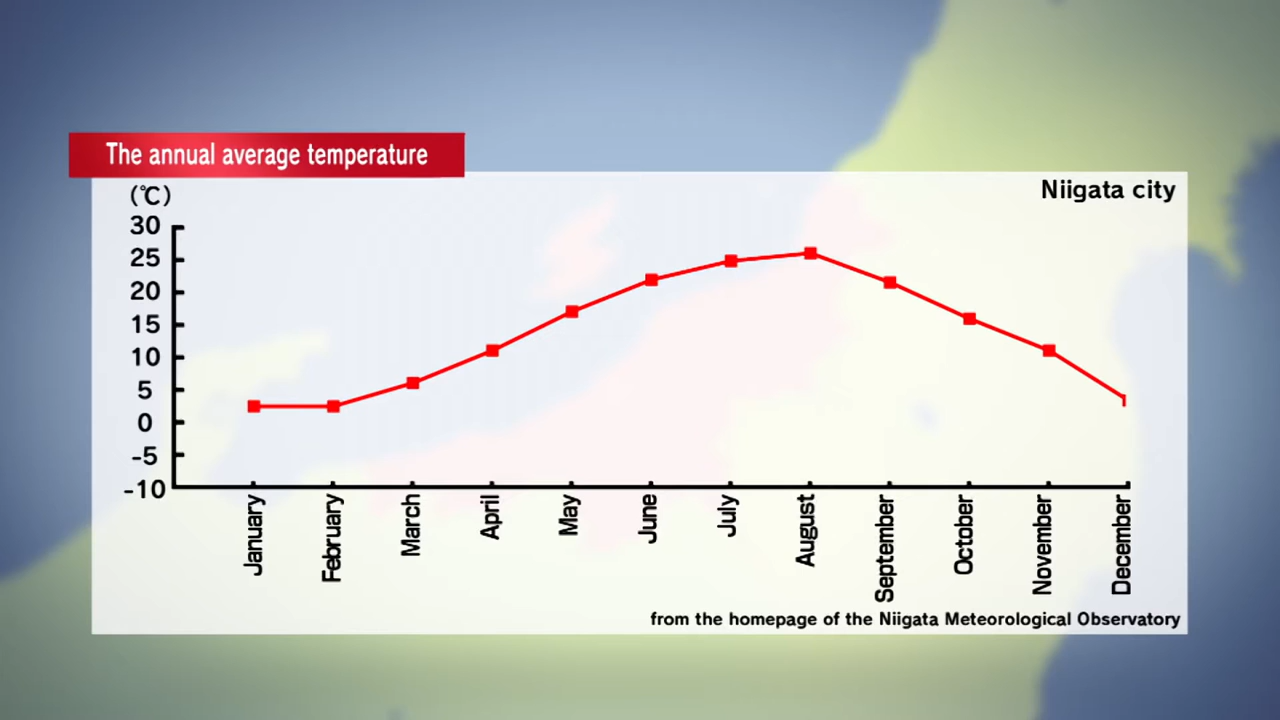 The annual average temperature
(℃)
Niigata city
30
25
20
15
10
5
0
-5
-10
January
February
March
April
May
June
July
August
September
October
November
December
from the homepage of the Niigata Meteorological Observatory